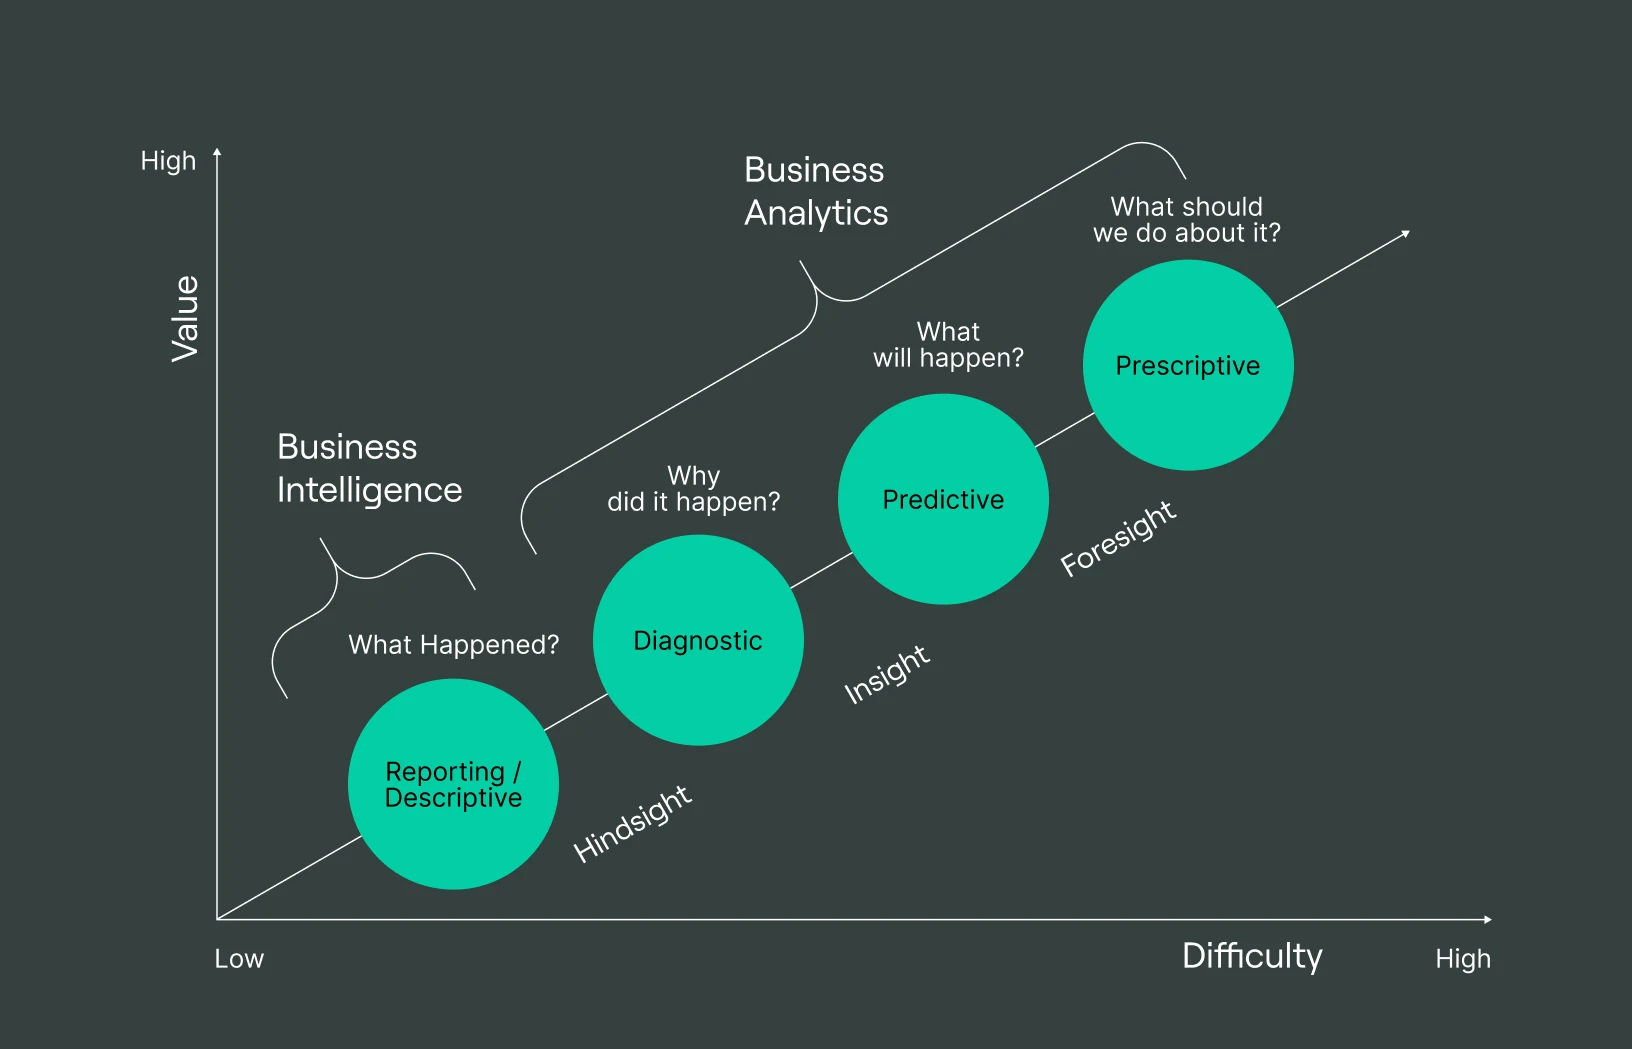 High
Value
Business
Analytics
What should
we do about it?
Prescriptive
What
will happen?
Predictive
Foresight
Business
Intelligence
Why
did it happen?
Diagnostic
Insight
What Happened?
Reporting /
Descriptive
Hindsight
Low
Difficulty
High